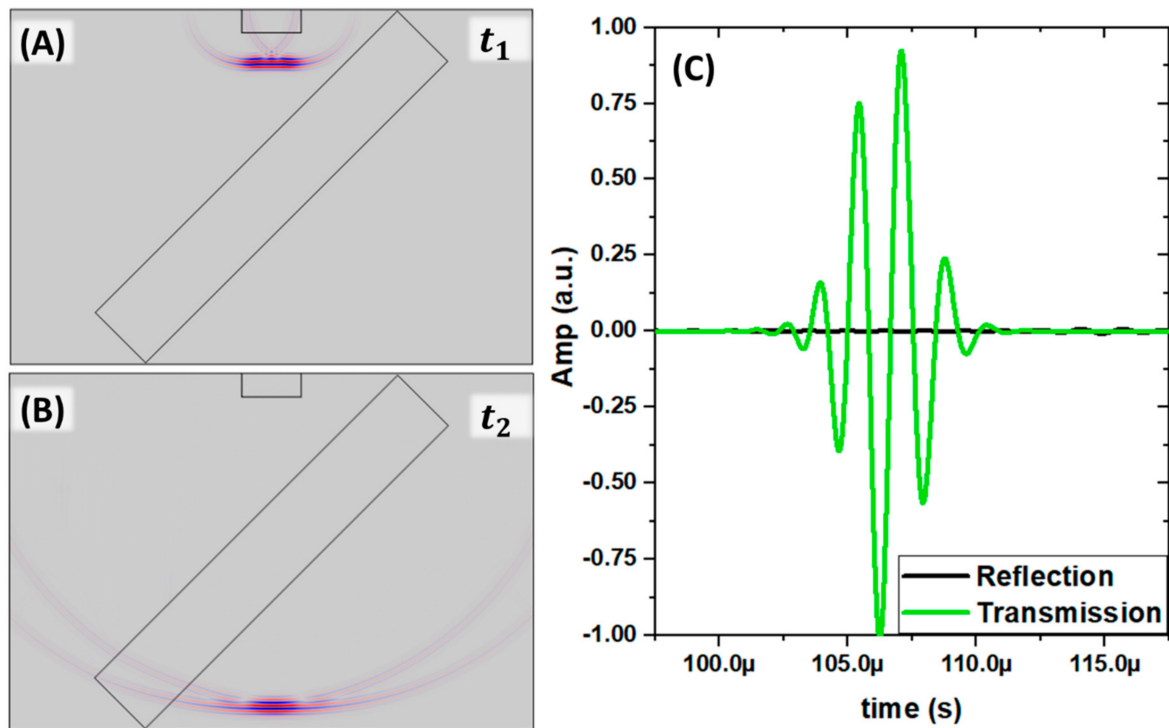 (A)
t₁
(B)
t₂
(C)
1.00
0.75
0.50
0.25
0.00
-0.25
-0.50
-0.75
-1.00
Amp (a.u.)
Reflection
Transmission
100.0µ 105.0µ 110.0µ 115.0µ
time (s)